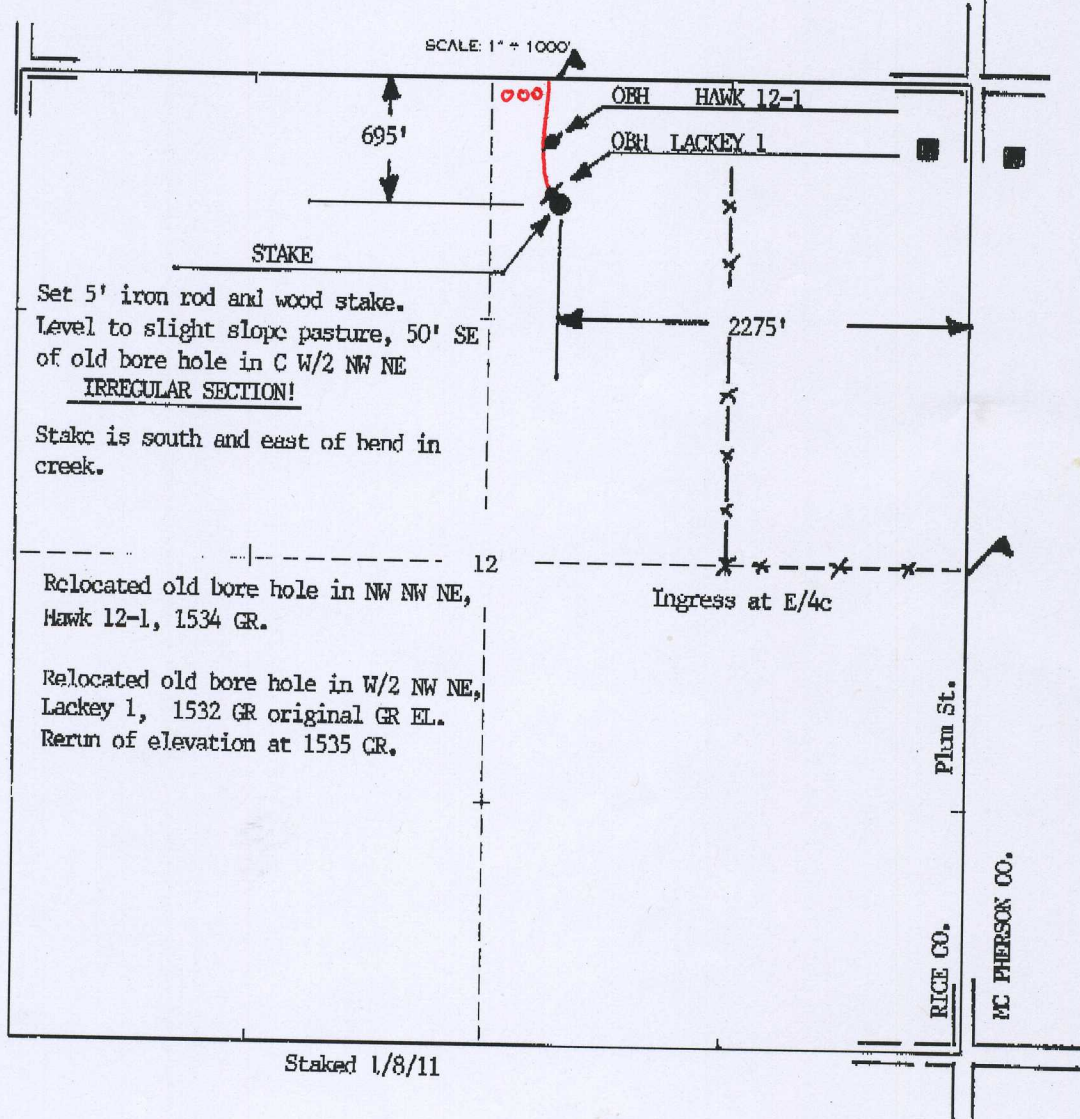 SCALE: 1" = 1000'
OBH HAWK 12-1
695'
OBH LACKEY 1
STAKE
Set 5' iron rod and wood stake.
Level to slight slope pasture, 50' SE
of old bore hole in C W/2 NW NE
IRREGULAR SECTION!
2275'
Stake is south and east of bend in
creek.
12
Relocated old bore hole in NW NW NE,
Hawk 12-1, 1534 GR.
Ingress at E/4c
Relocated old bore hole in W/2 NW NE,
Lackey 1, 1532 GR original GR EL.
Rerun of elevation at 1535 GR.
Plum St.
RICE CO.
MC PHERSON CO.
Staked 1/8/11